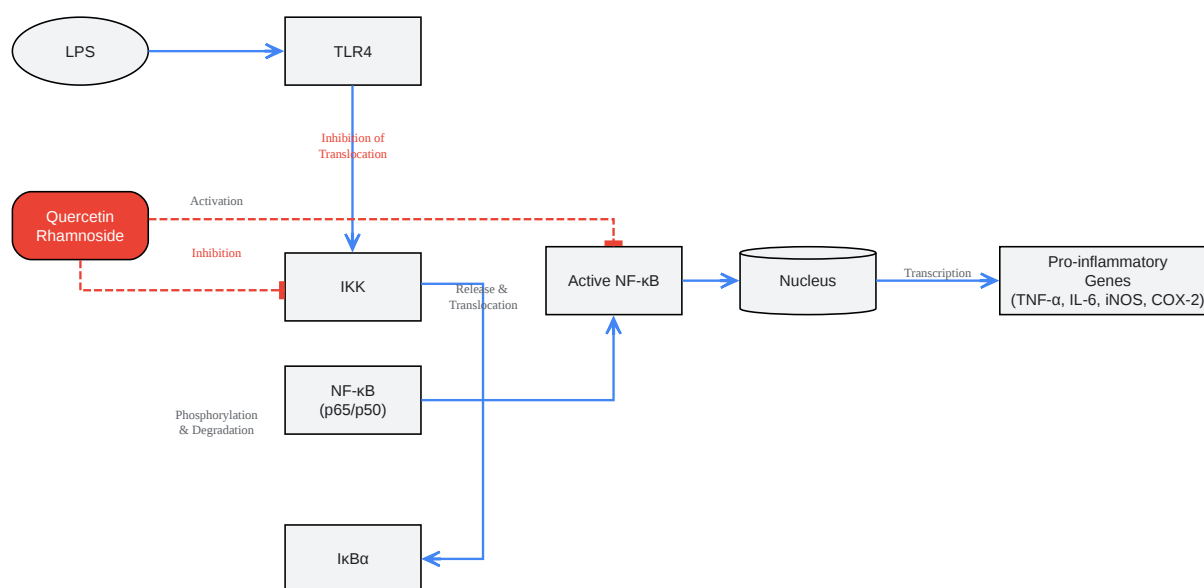 LPS
TLR4
Inhibition of
Translocation
Activation
Quercetin
Rhamnoside
Inhibition
IKK
Release &
Translocation
Active NF-κB
Nucleus
Transcription
Pro-inflammatory
Genes
(TNF-α, IL-6, iNOS, COX-2)
NF-κB
(p65/p50)
Phosphorylation
& Degradation
IκBα